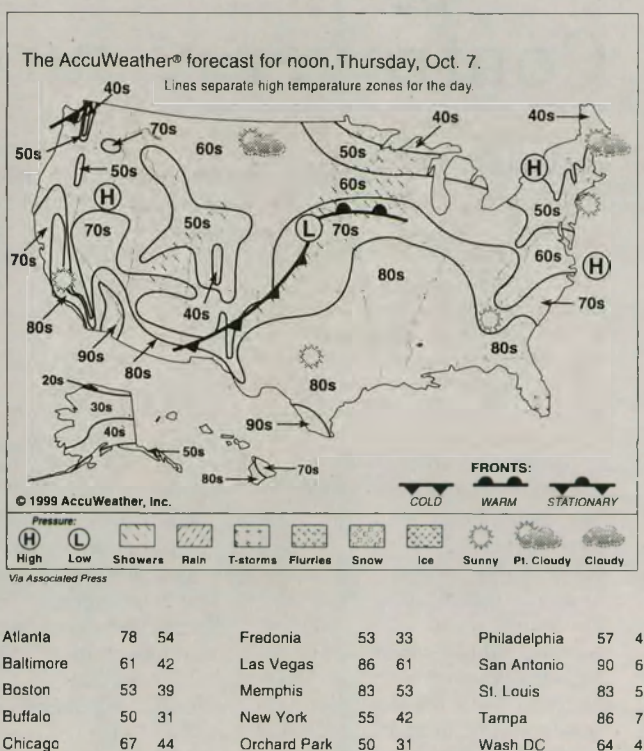 The AccuWeather® forecast for noon, Thursday, Oct. 7.
Lines separate high temperature zones for the day.
40s
40s
40s
70s
50s
60s
50s
50s
60s
H
H
50s
70s
50s
L
70s
60s
H
70s
80s
40s
70s
80s
90s
80s
80s
80s
20s
30s
40s
90s
50s
80s
70s
FRONTS:
© 1999 AccuWeather, Inc.
COLD WARM STATIONARY
Pressure:
H L
High Low Showers Rain T-storms Flurries Snow Ice Sunny Pt. Cloudy Cloudy
Via Associated Press
Atlanta 78 54 Fredonia 53 33 Philadelphia 57 4
Baltimore 61 42 Las Vegas 86 61 San Antonio 90 6
Boston 53 39 Memphis 83 53 St. Louis 83 5
Buffalo 50 31 New York 55 42 Tampa 86 7
Chicago 67 44 Orchard Park 50 31 Wash DC 64 4